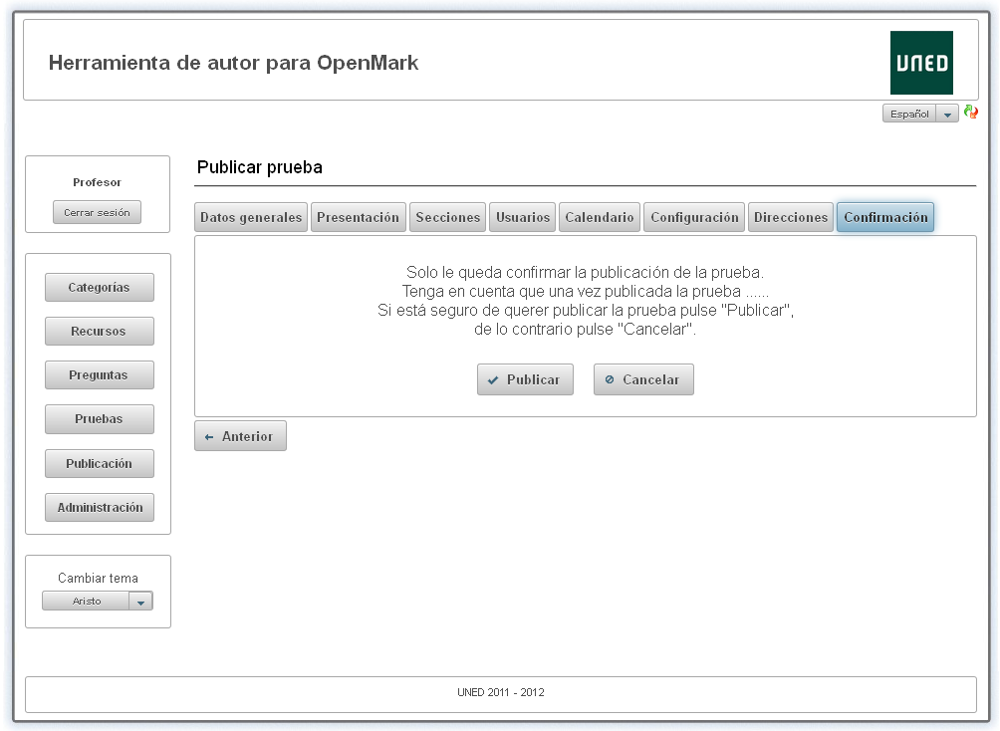 Herramienta de autor para OpenMark
UNED
Español
Profesor
Cerrar sesión
Categorías
Recursos
Preguntas
Pruebas
Publicación
Administración
Cambiar tema
Aristo
Publicar prueba
Datos generales Presentación Secciones Usuarios Calendario Configuración Direcciones Confirmación
Solo le queda confirmar la publicación de la prueba.
Tenga en cuenta que una vez publicada la prueba ......
Si está seguro de querer publicar la prueba pulse "Publicar",
de lo contrario pulse "Cancelar".
Publicar Cancelar
Anterior
UNED 2011 - 2012